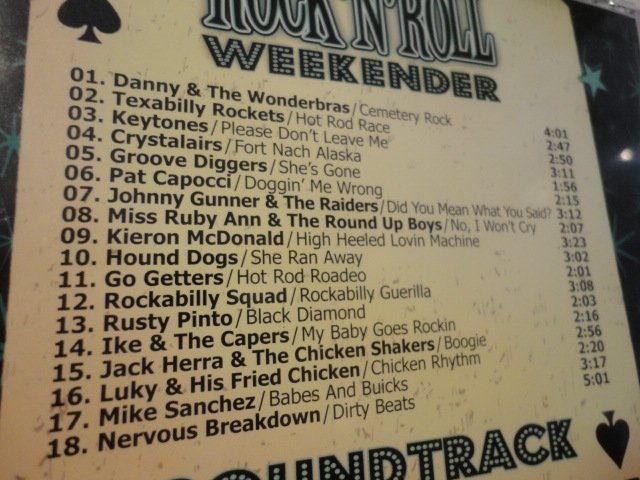 ROCK'N'ROLL
WEEKENDER
01. Danny & The Wonderbras/Cemetery Rock 4:01
02. Texabilly Rockets/Hot Rod Race 2:47
03. Keytones/Please Don't Leave Me 2:50
04. Crystalairs/Fort Nach Alaska 3:11
05. Groove Diggers/She's Gone 1:56
06. Pat Capocci/Doggin' Me Wrong 2:15
07. Johnny Gunner & The Raiders/Did You Mean What You Said? 3:12
08. Miss Ruby Ann & The Round Up Boys/No, I Won't Cry 2:07
09. Kieron McDonald/High Heeled Lovin Machine 3:23
10. Hound Dogs/She Ran Away 3:02
11. Go Getters/Hot Rod Roadeo 2:01
12. Rockabilly Squad/Rockabilly Guerilla 3:08
13. Rusty Pinto/Black Diamond 2:03
14. Ike & The Capers/My Baby Goes Rockin 2:16
15. Jack Herra & The Chicken Shakers/Boogie 2:56
16. Luky & His Fried Chicken/Chicken Rhythm 2:20
17. Mike Sanchez/Babes And Buicks 3:17
18. Nervous Breakdown/Dirty Beats 5:01
OUNDTRACK